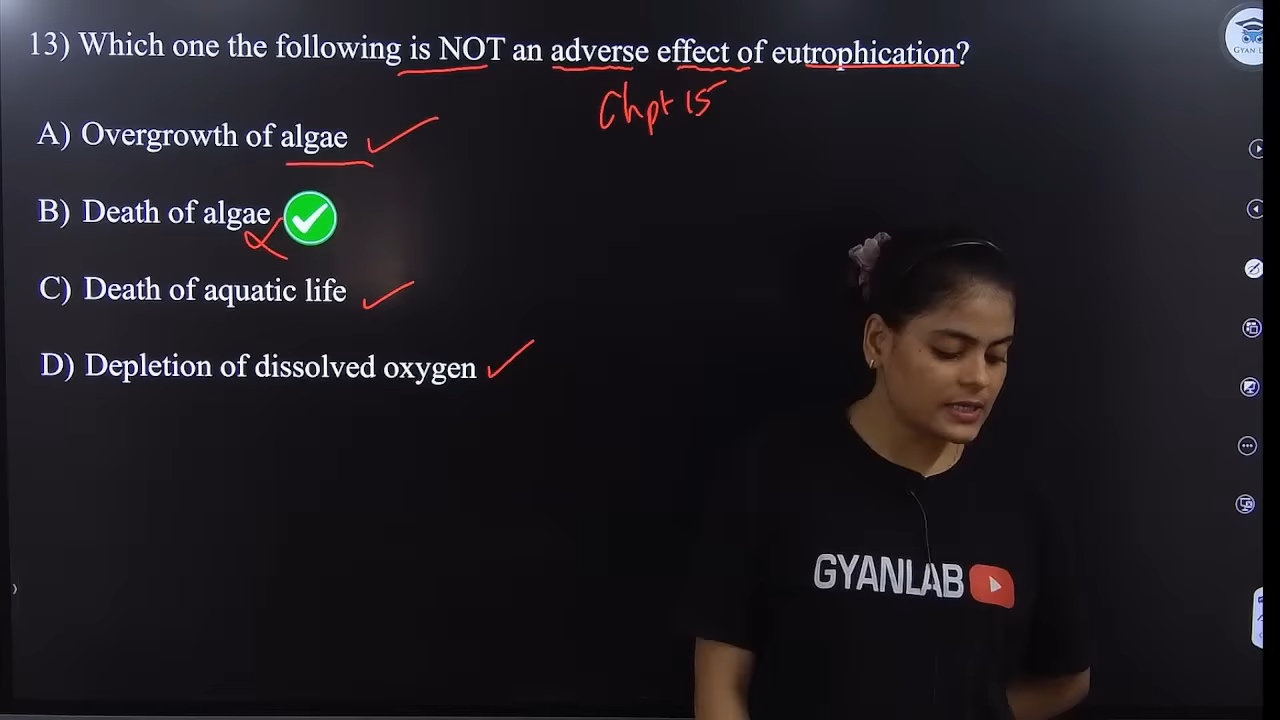 13) Which one the following is NOT an adverse effect of eutrophication?
Chpt 15
A) Overgrowth of algae
B) Death of algae
C) Death of aquatic life
D) Depletion of dissolved oxygen
GYANLAB